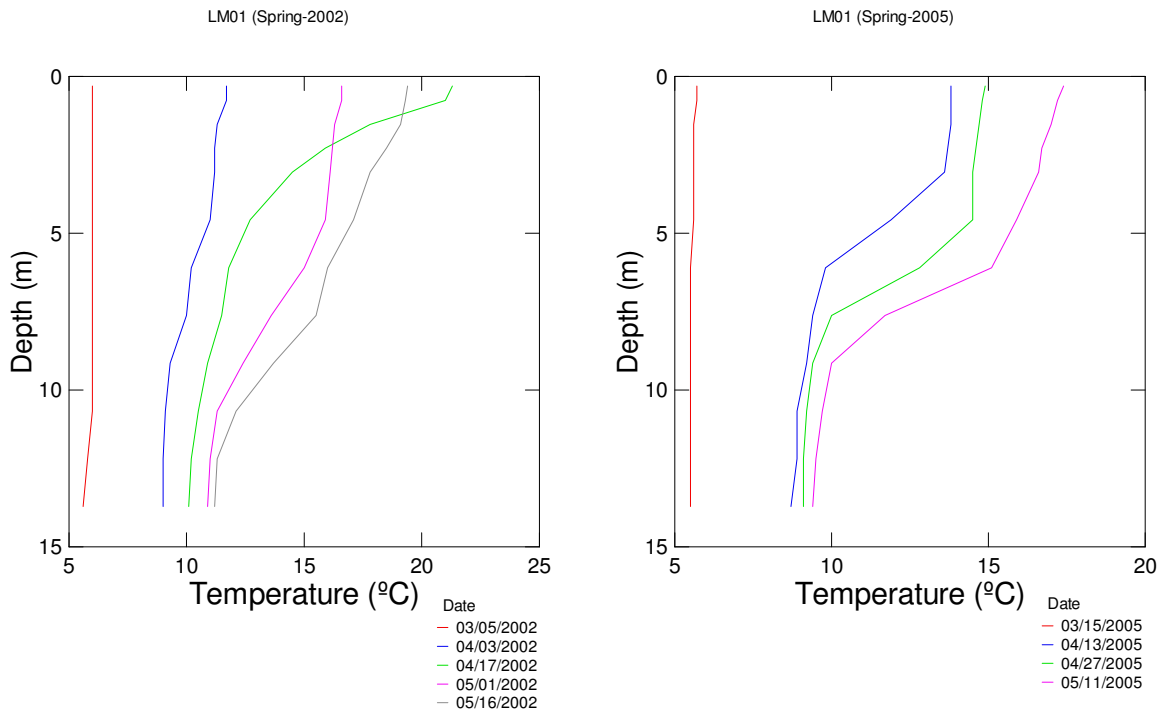 LM01 (Spring-2002)
0
5
10
15
Depth (m)
5 10 15 20 25
Temperature (ºC)
Date
03/05/2002
04/03/2002
04/17/2002
05/01/2002
05/16/2002
LM01 (Spring-2005)
0
5
10
15
Depth (m)
5 10 15 20
Temperature (ºC)
Date
03/15/2005
04/13/2005
04/27/2005
05/11/2005